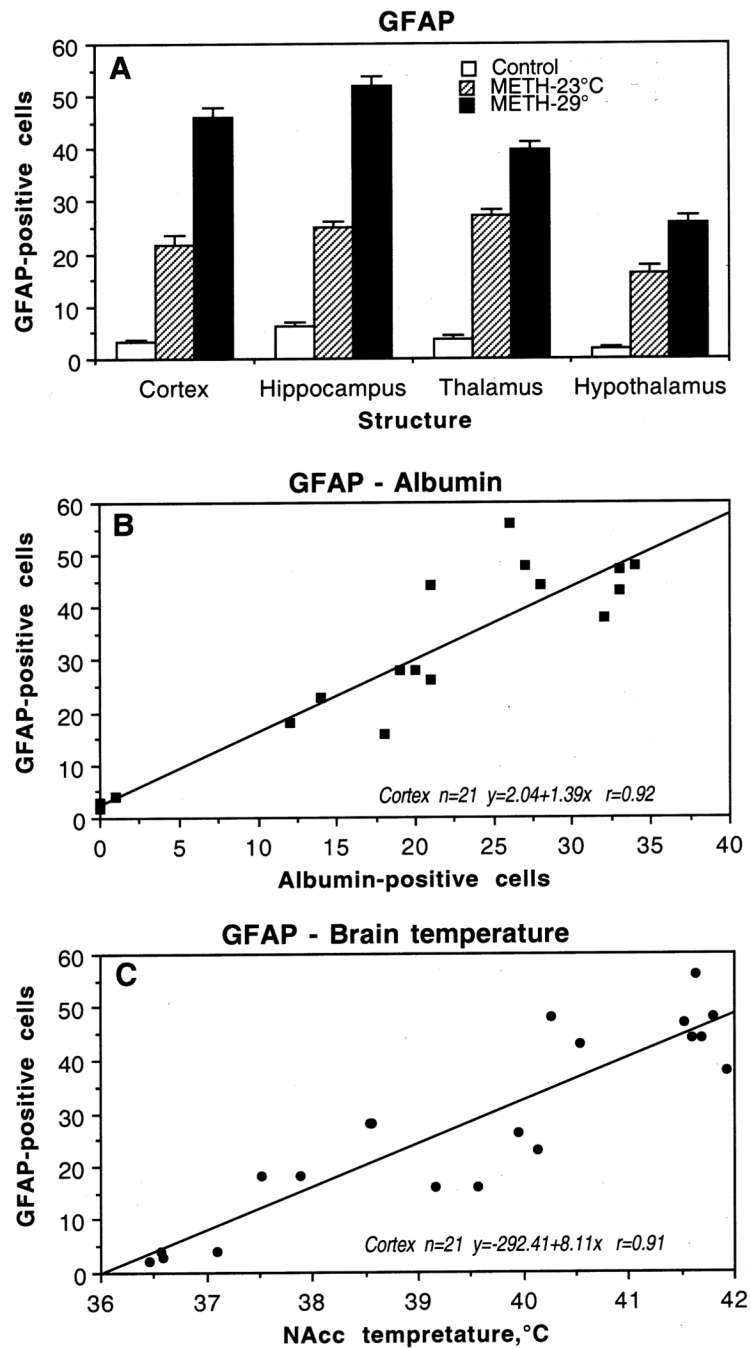 GFAP
A
Control
METH-23°C
METH-29°
GFAP-positive cells
60
50
40
30
20
10
0
Cortex Hippocampus Thalamus Hypothalamus
Structure
GFAP - Albumin
B
GFAP-positive cells
60
50
40
30
20
10
0
Cortex n=21 y=2.04+1.39x r=0.92
0 5 10 15 20 25 30 35 40
Albumin-positive cells
GFAP - Brain temperature
C
GFAP-positive cells
60
50
40
30
20
10
0
Cortex n=21 y=-292.41+8.11x r=0.91
36 37 38 39 40 41 42
NAcc tempretature,°C